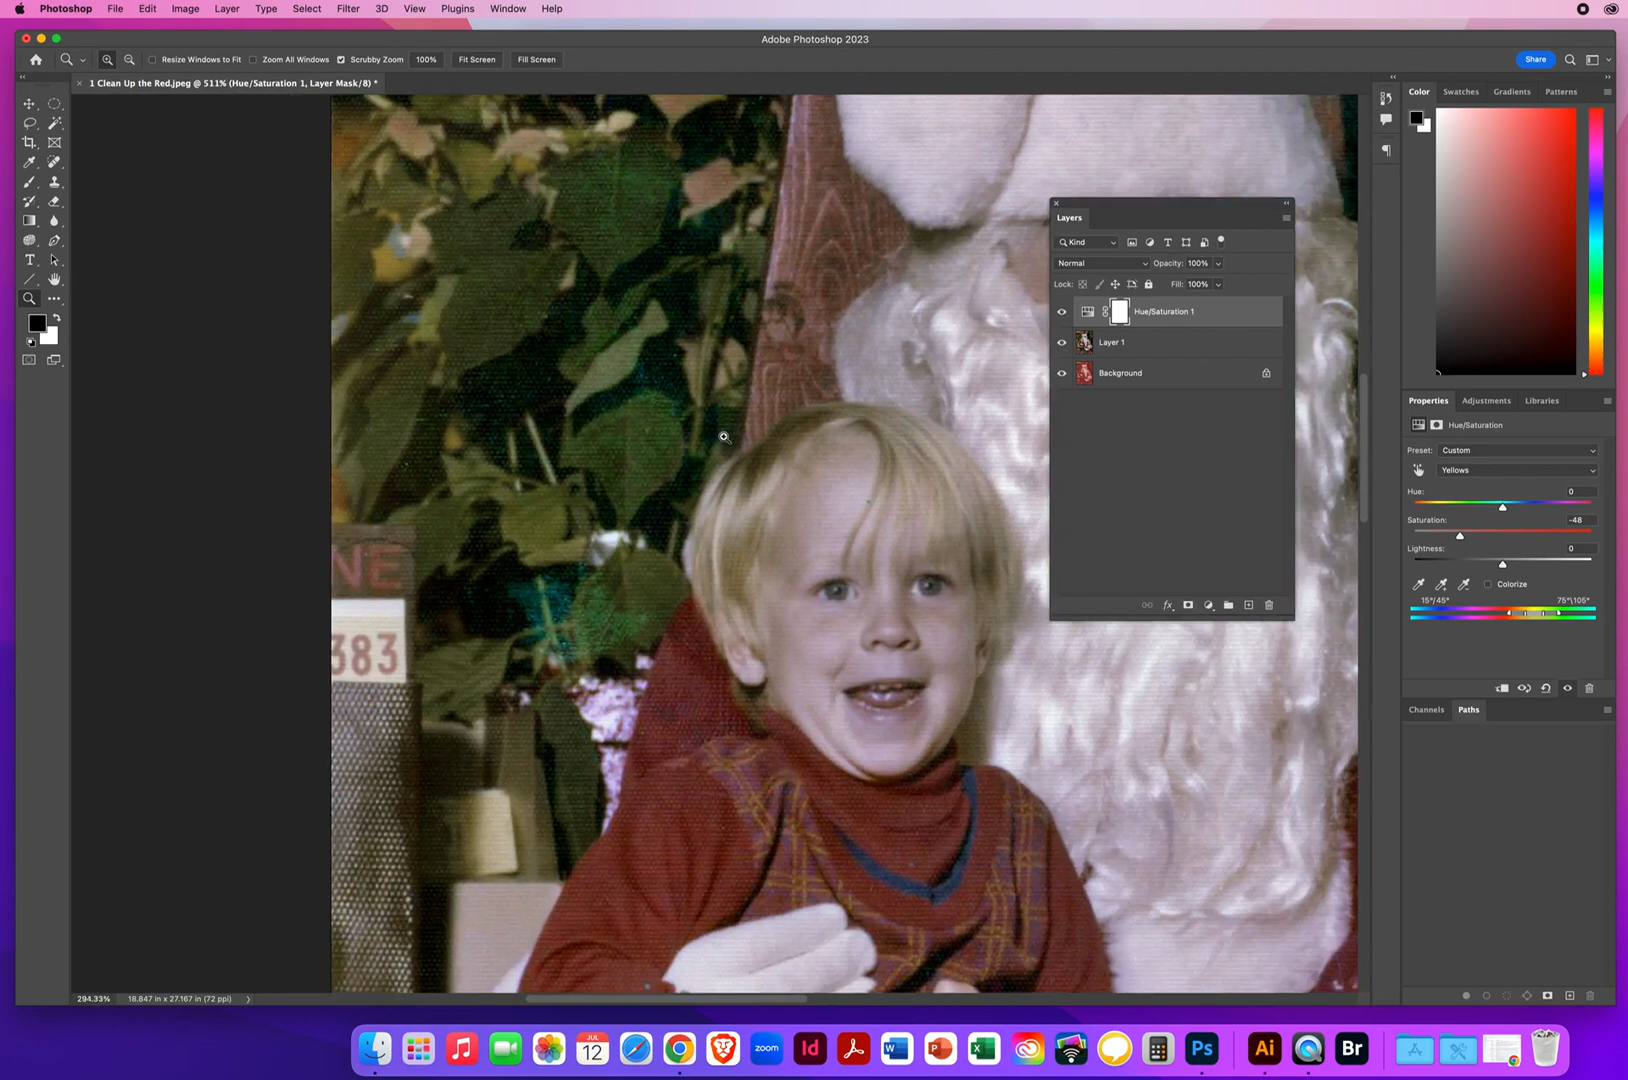 Photoshop File Edit Image Layer Type Select Filter 3D View Plugins Window Help
Adobe Photoshop 2023
Resize Windows to Fit Zoom All Windows Scrubby Zoom 100% Fit Screen Fill Screen Share
1 Clean Up the Red.jpeg @ 511% (Hue/Saturation 1, Layer Mask/8) *
Color Swatches Gradients Patterns
Layers
Kind
Normal Opacity: 100%
Lock: Fill: 100%
Hue/Saturation 1
Layer 1
Background
Properties Adjustments Libraries
Hue/Saturation
Preset: Custom
Yellows
Hue: 0
Saturation: -48
Lightness: 0
Colorize
15°/45° 75°\105°
Channels Paths
NE
383
294.33% 18.847 in x 27.167 in (72 ppi)
JUL
12
zoom
Id
W
P
X
Ps
Ai
Br